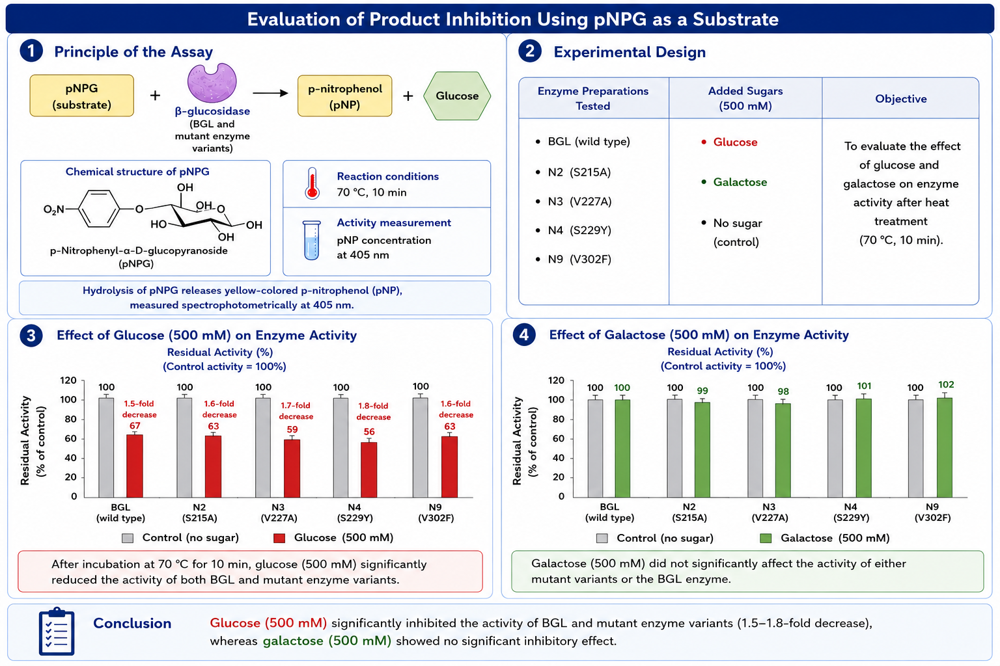 Evaluation of Product Inhibition Using pNPG as a Substrate
1 Principle of the Assay
pNPG
(substrate)
+
β-glucosidase
(BGL and
mutant enzyme
variants)
p-nitrophenol
(pNP)
+
Glucose
Chemical structure of pNPG
O₂N
O
OH
OH
O
HO
OH
OH
p-Nitrophenyl-α-D-glucopyranoside
(pNPG)
Reaction conditions
70 °C, 10 min
Activity measurement
pNP concentration
at 405 nm
Hydrolysis of pNPG releases yellow-colored p-nitrophenol (pNP),
measured spectrophotometrically at 405 nm.
2 Experimental Design
Enzyme Preparations
Tested
• BGL (wild type)
• N2 (S215A)
• N3 (V227A)
• N4 (S229Y)
• N9 (V302F)
Added Sugars
(500 mM)
• Glucose
• Galactose
• No sugar
(control)
Objective
To evaluate the effect
of glucose and
galactose on enzyme
activity after heat
treatment
(70 °C, 10 min).
3 Effect of Glucose (500 mM) on Enzyme Activity
Residual Activity (%)
(Control activity = 100%)
Residual Activity
(% of control)
120
100
80
60
40
20
0
100
1.5-fold
decrease
67
100
1.6-fold
decrease
63
100
1.7-fold
decrease
59
100
1.8-fold
decrease
56
100
1.6-fold
decrease
63
BGL
(wild type)
N2
(S215A)
N3
(V227A)
N4
(S229Y)
N9
(V302F)
Control (no sugar)
Glucose (500 mM)
After incubation at 70 °C for 10 min, glucose (500 mM) significantly
reduced the activity of both BGL and mutant enzyme variants.
4 Effect of Galactose (500 mM) on Enzyme Activity
Residual Activity (%)
(Control activity = 100%)
Residual Activity
(% of control)
120
100
80
60
40
20
0
100 100
100 99
100 98
100 101
100 102
BGL
(wild type)
N2
(S215A)
N3
(V227A)
N4
(S229Y)
N9
(V302F)
Control (no sugar)
Galactose (500 mM)
Galactose (500 mM) did not significantly affect the activity of either
mutant variants or the BGL enzyme.
Conclusion
Glucose (500 mM) significantly inhibited the activity of BGL and mutant enzyme variants (1.5–1.8-fold decrease),
whereas galactose (500 mM) showed no significant inhibitory effect.